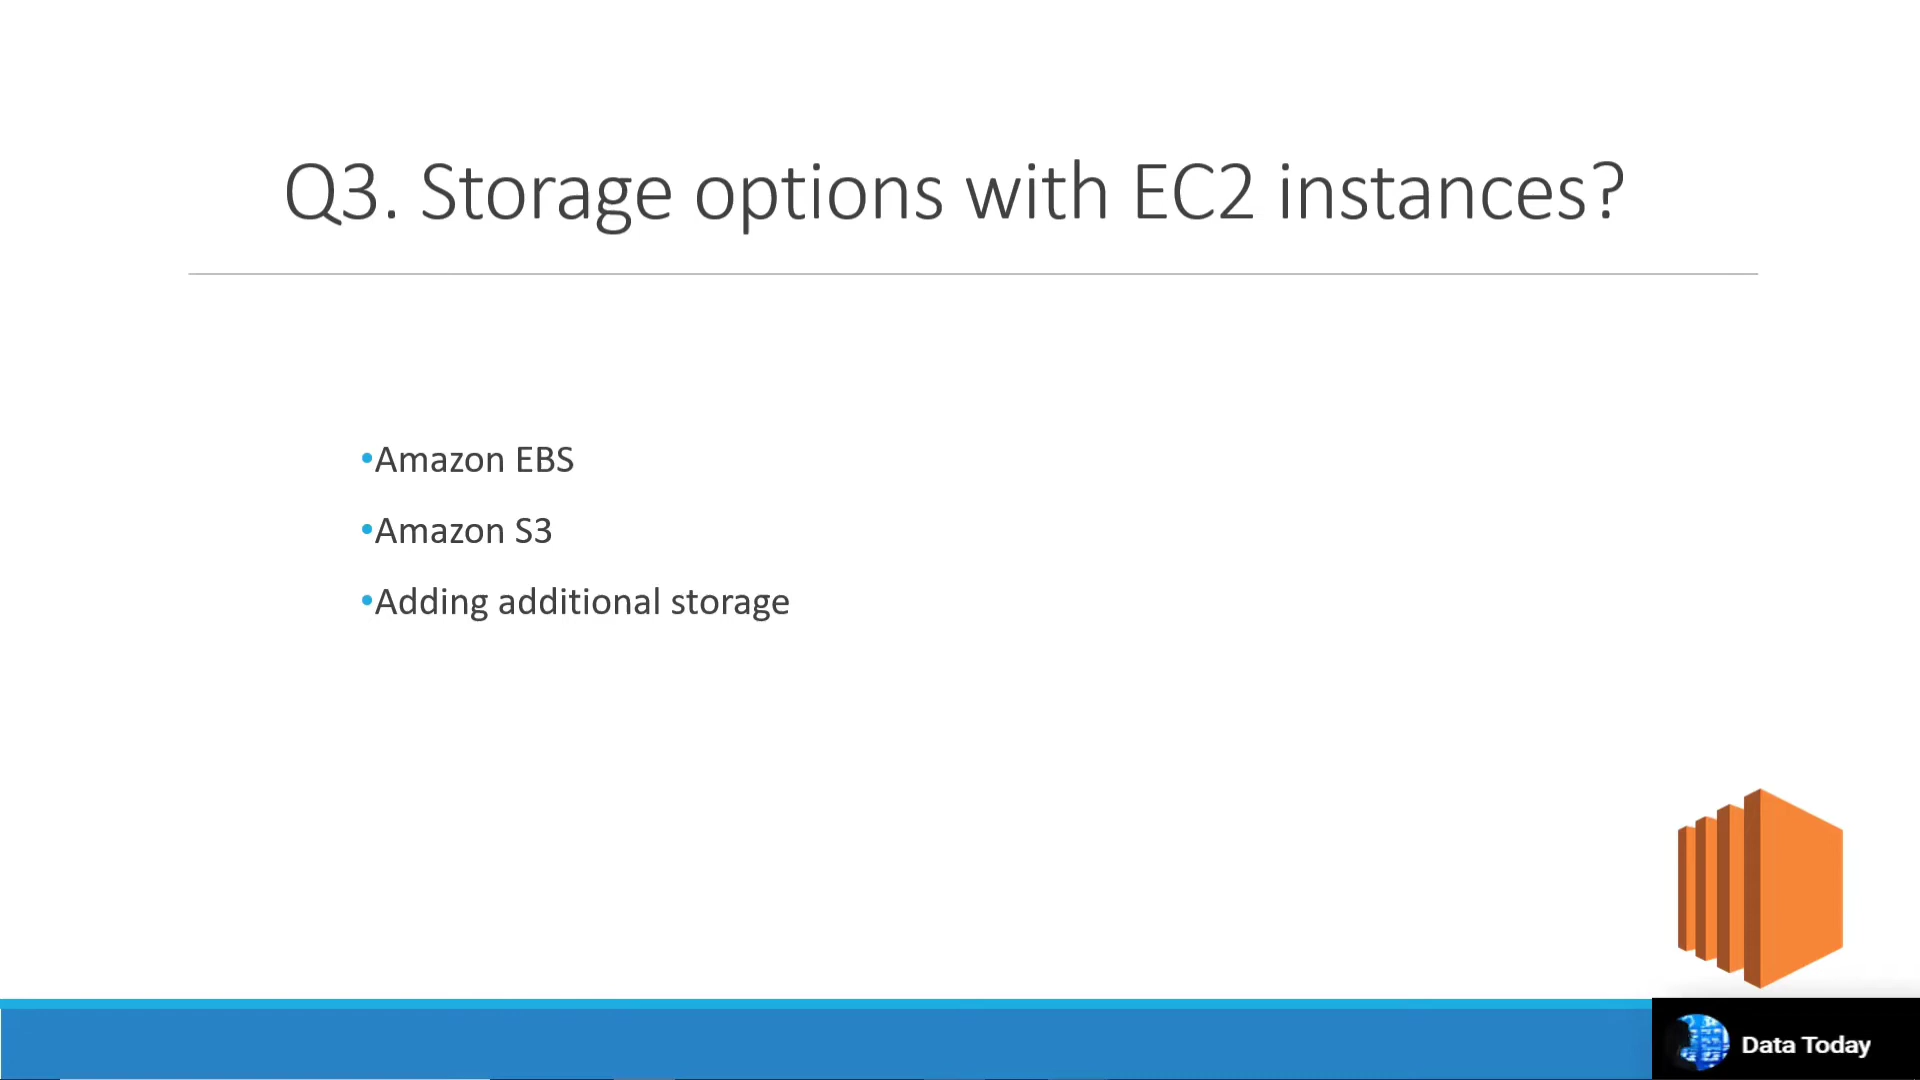 Q3. Storage options with EC2 instances?
•Amazon EBS
•Amazon S3
•Adding additional storage
Data Today